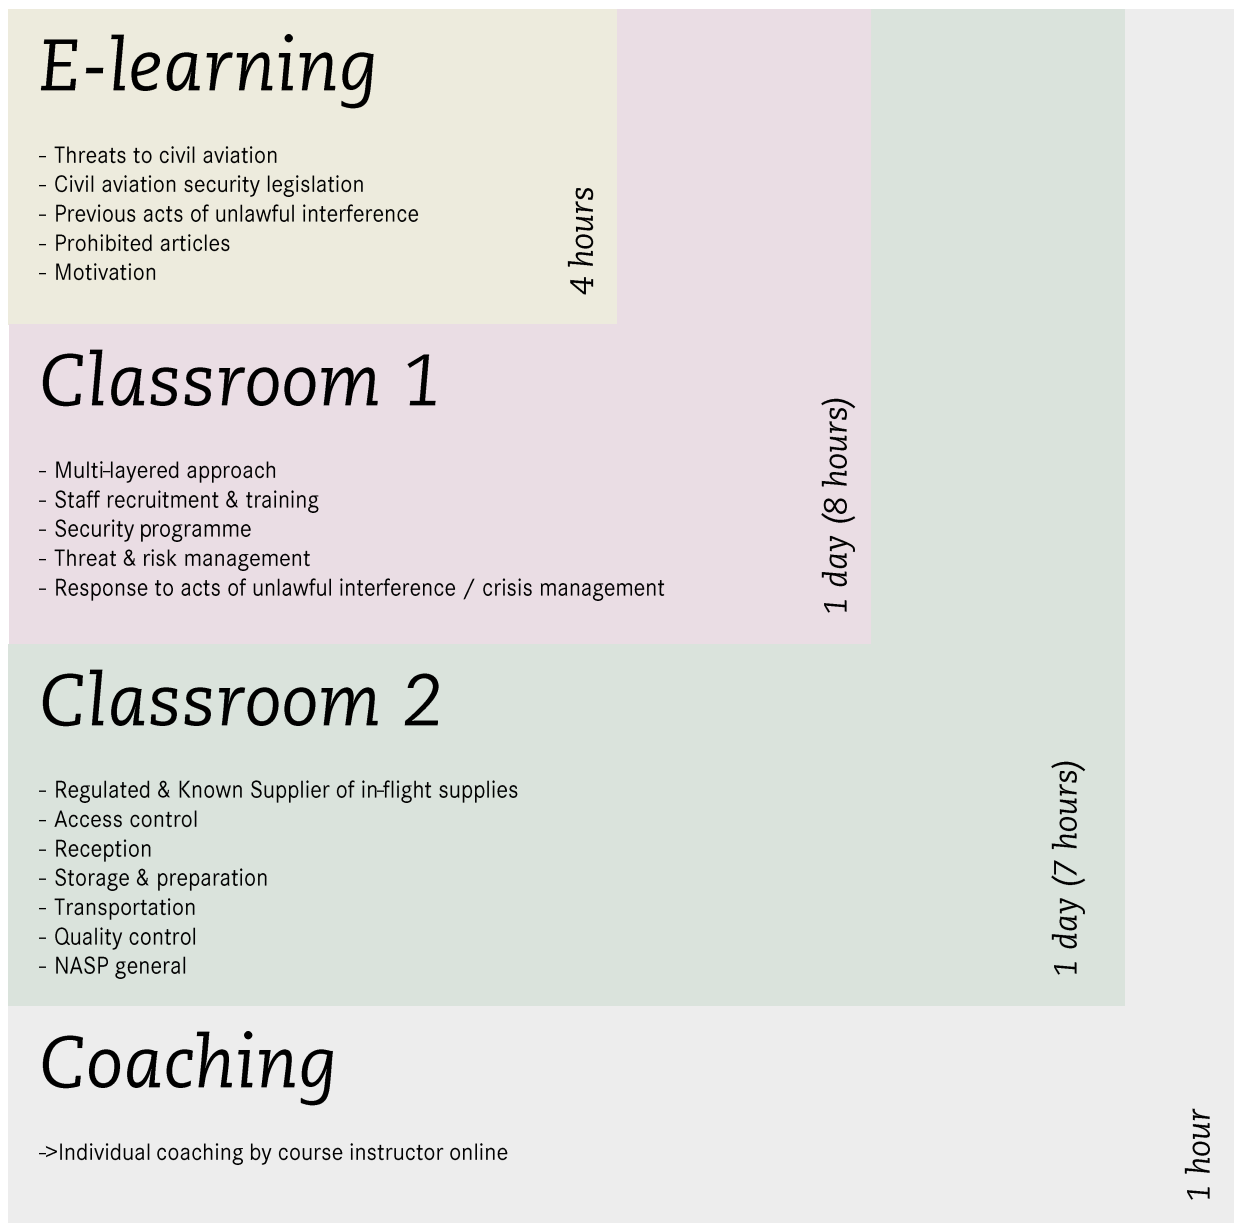 E-learning
- Threats to civil aviation
- Civil aviation security legislation
- Previous acts of unlawful interference
- Prohibited articles
- Motivation
4 hours
Classroom 1
- Multi-layered approach
- Staff recruitment & training
- Security programme
- Threat & risk management
- Response to acts of unlawful interference / crisis management
1 day (8 hours)
Classroom 2
- Regulated & Known Supplier of in-flight supplies
- Access control
- Reception
- Storage & preparation
- Transportation
- Quality control
- NASP general
1 day (7 hours)
Coaching
->Individual coaching by course instructor online
1 hour